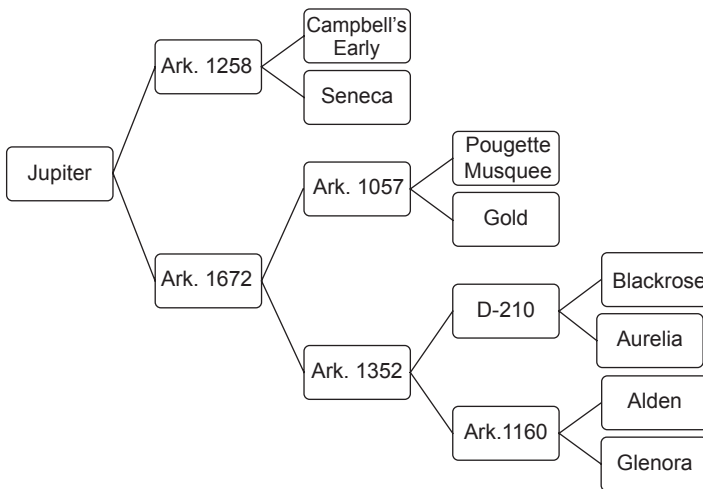 Campbell's
Early
Ark. 1258
Seneca
Jupiter
Pougette
Musquee
Ark. 1057
Gold
Ark. 1672
Blackrose
D-210
Aurelia
Ark. 1352
Alden
Ark.1160
Glenora